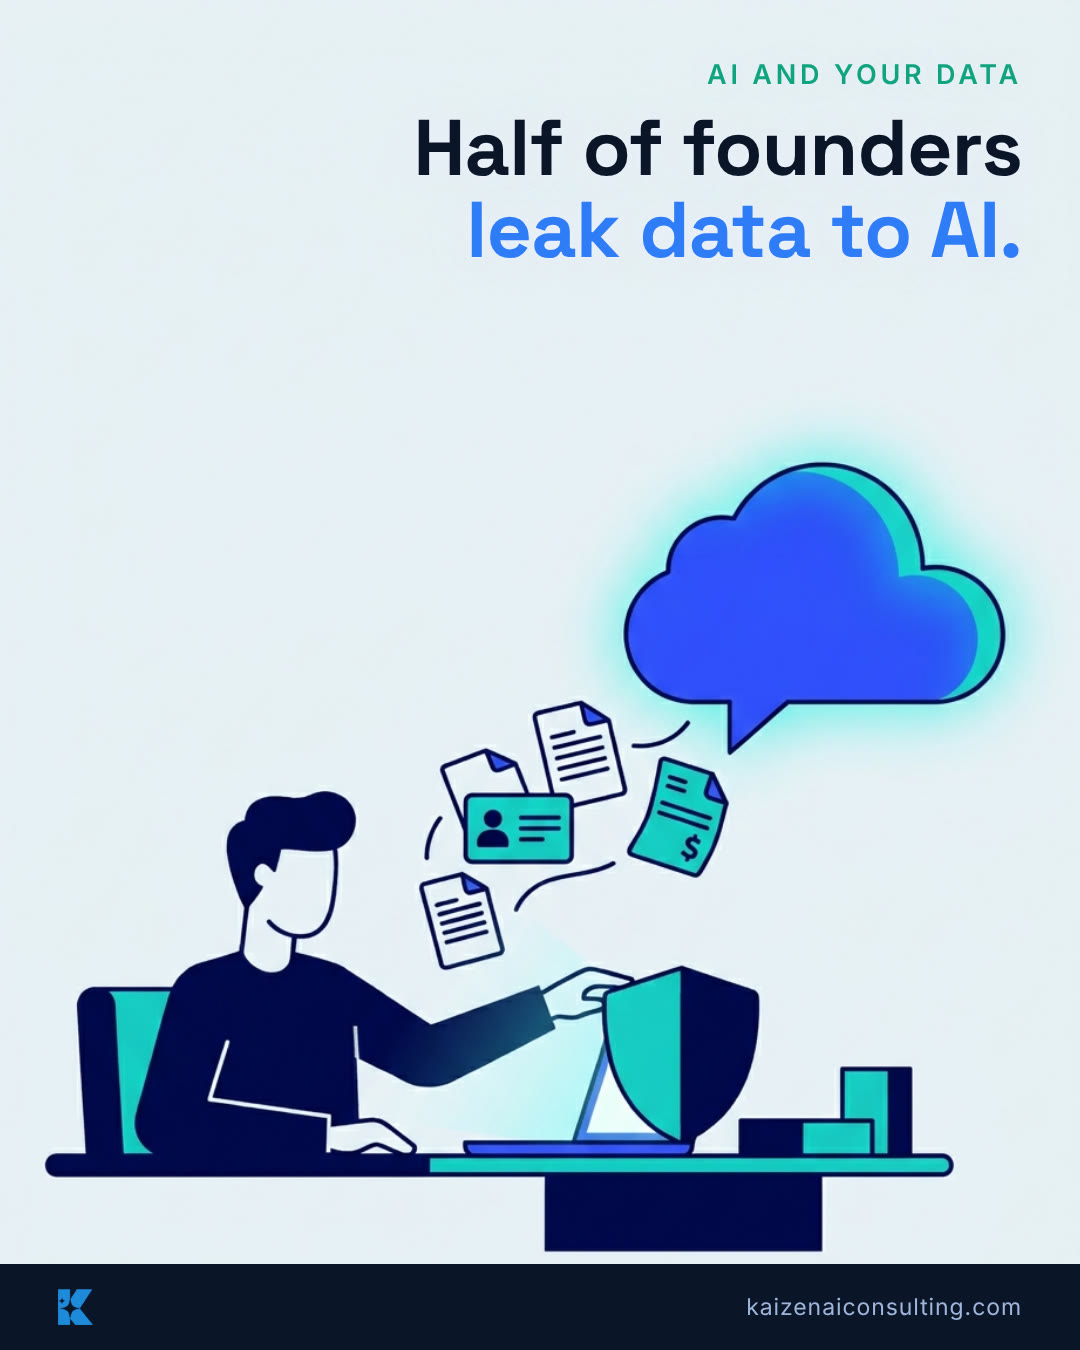 AI AND YOUR DATA
Half of founders
leak data to AI.
$
K
kaizenaiconsulting.com